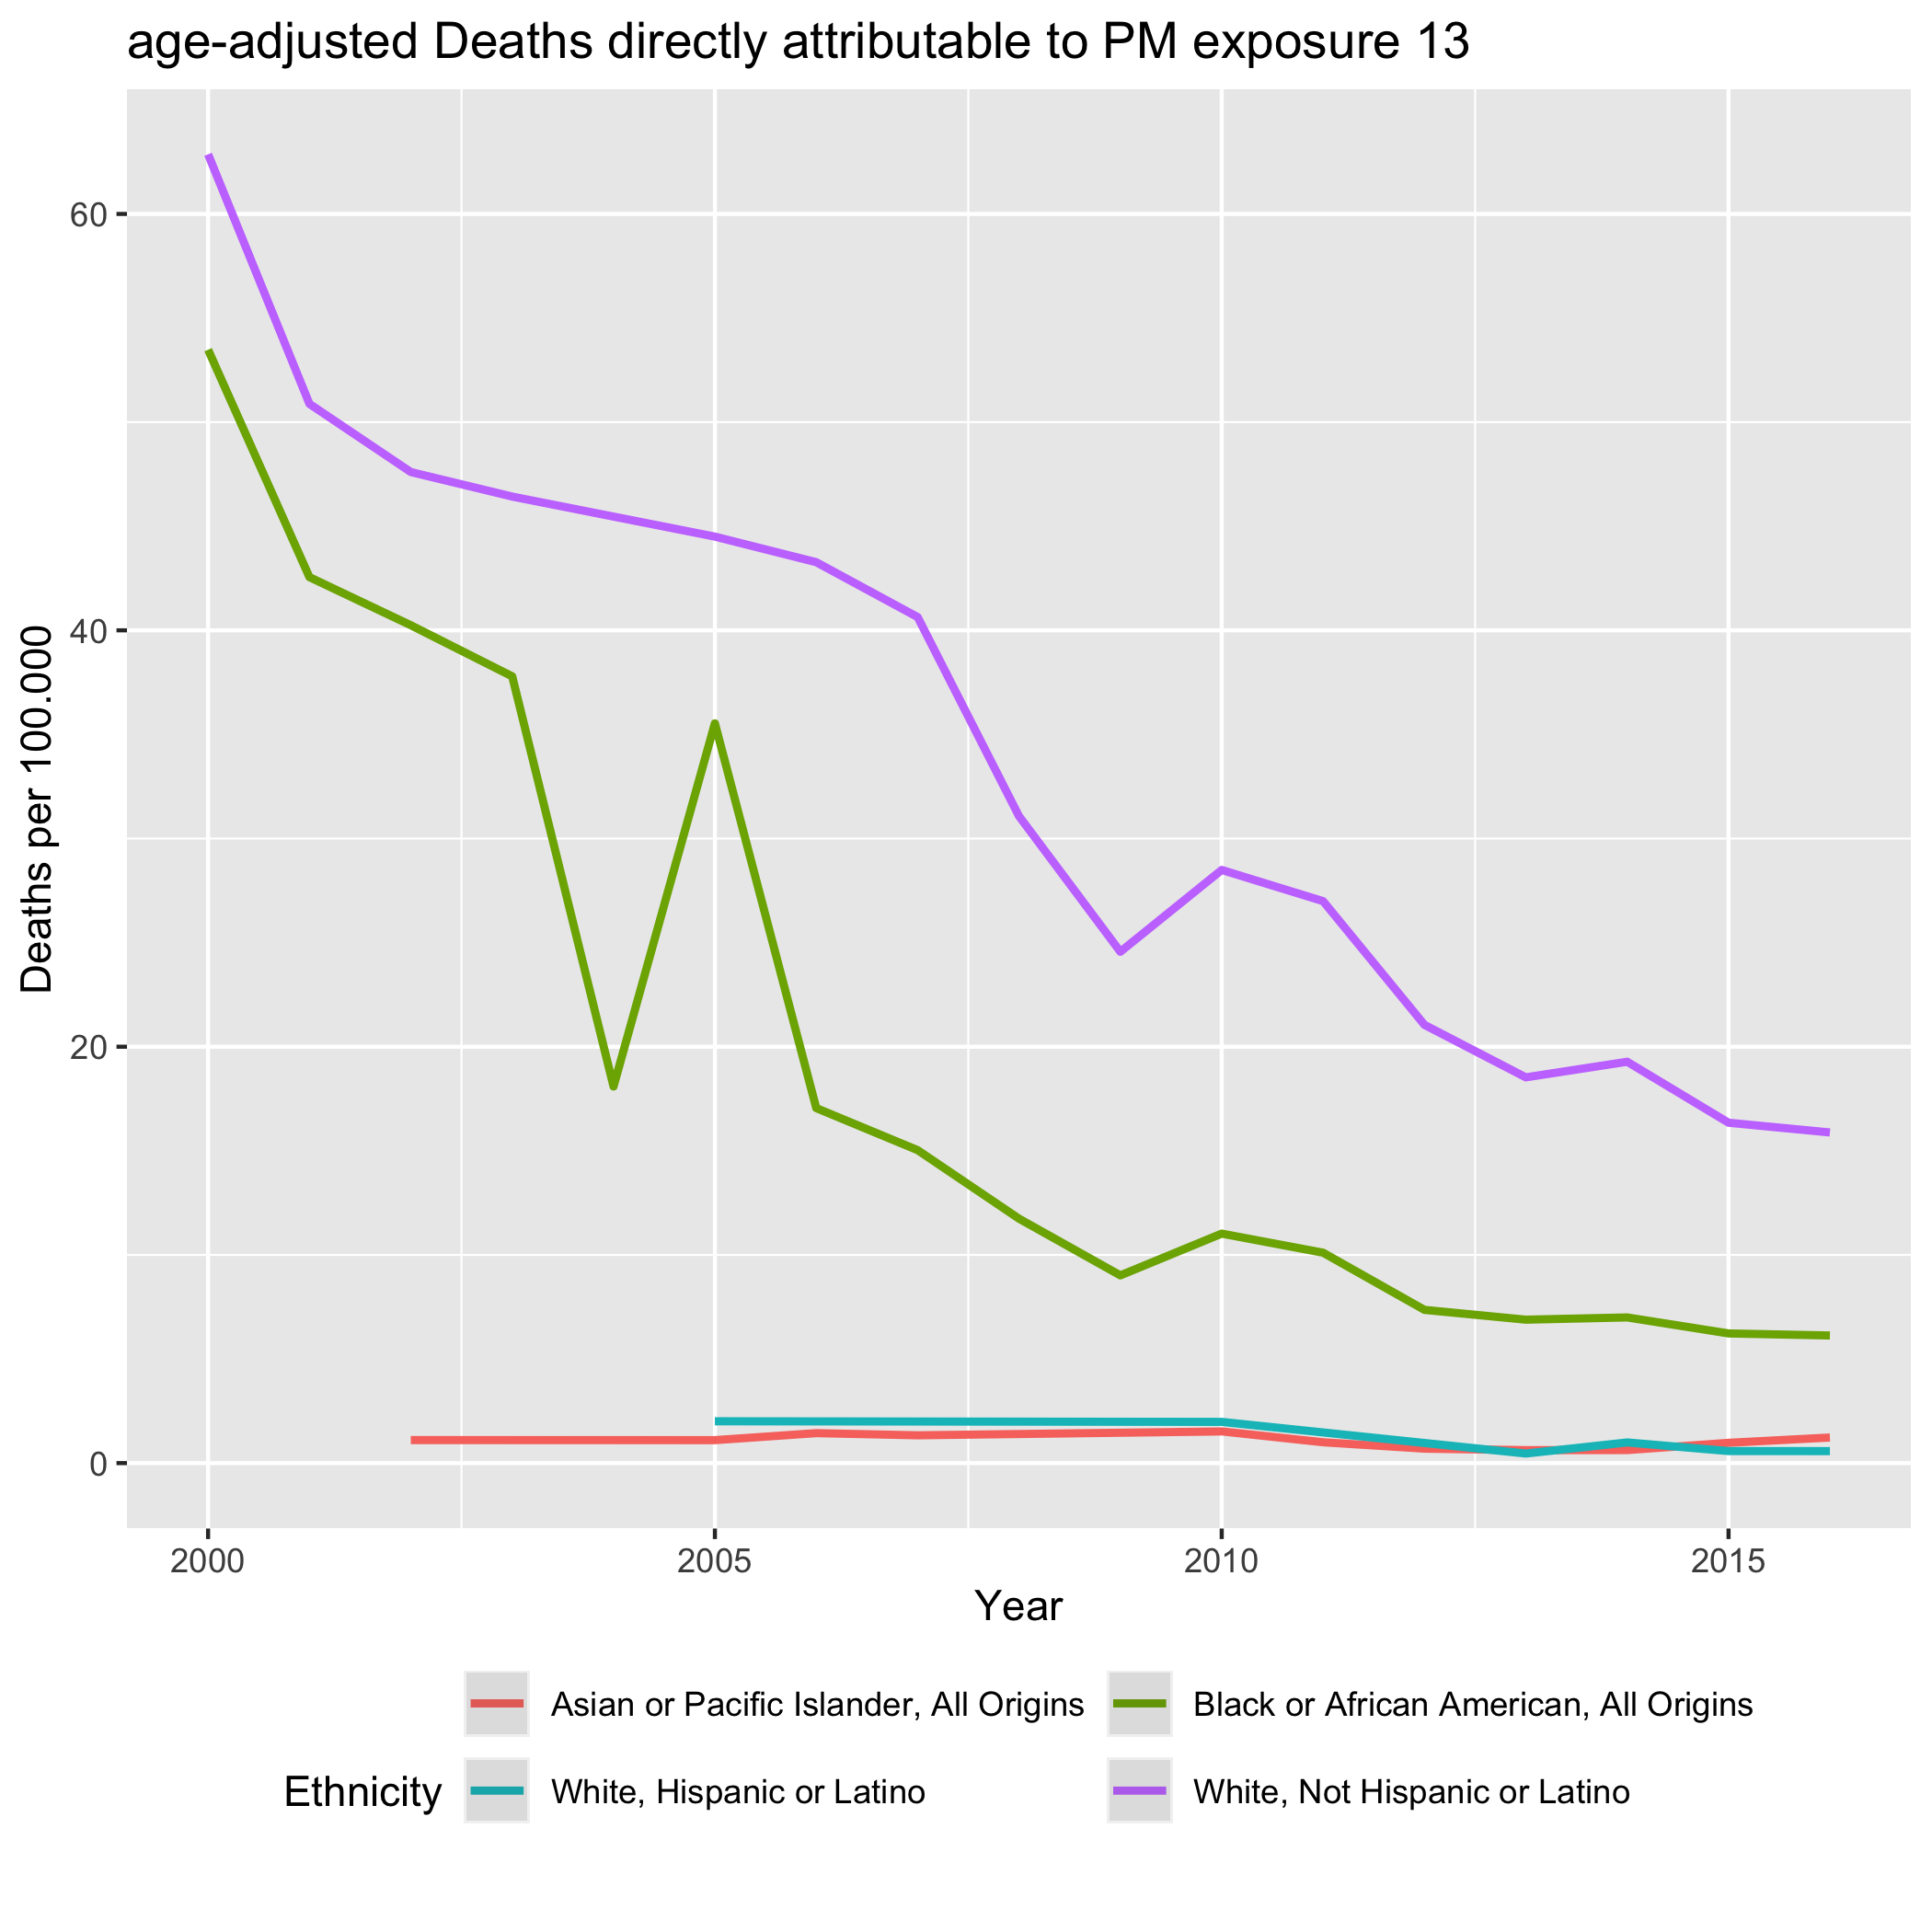 age-adjusted Deaths directly attributable to PM exposure 13
Deaths per 100.000
60
40
20
0
2000 2005 2010 2015
Year
Ethnicity
Asian or Pacific Islander, All Origins
Black or African American, All Origins
White, Hispanic or Latino
White, Not Hispanic or Latino